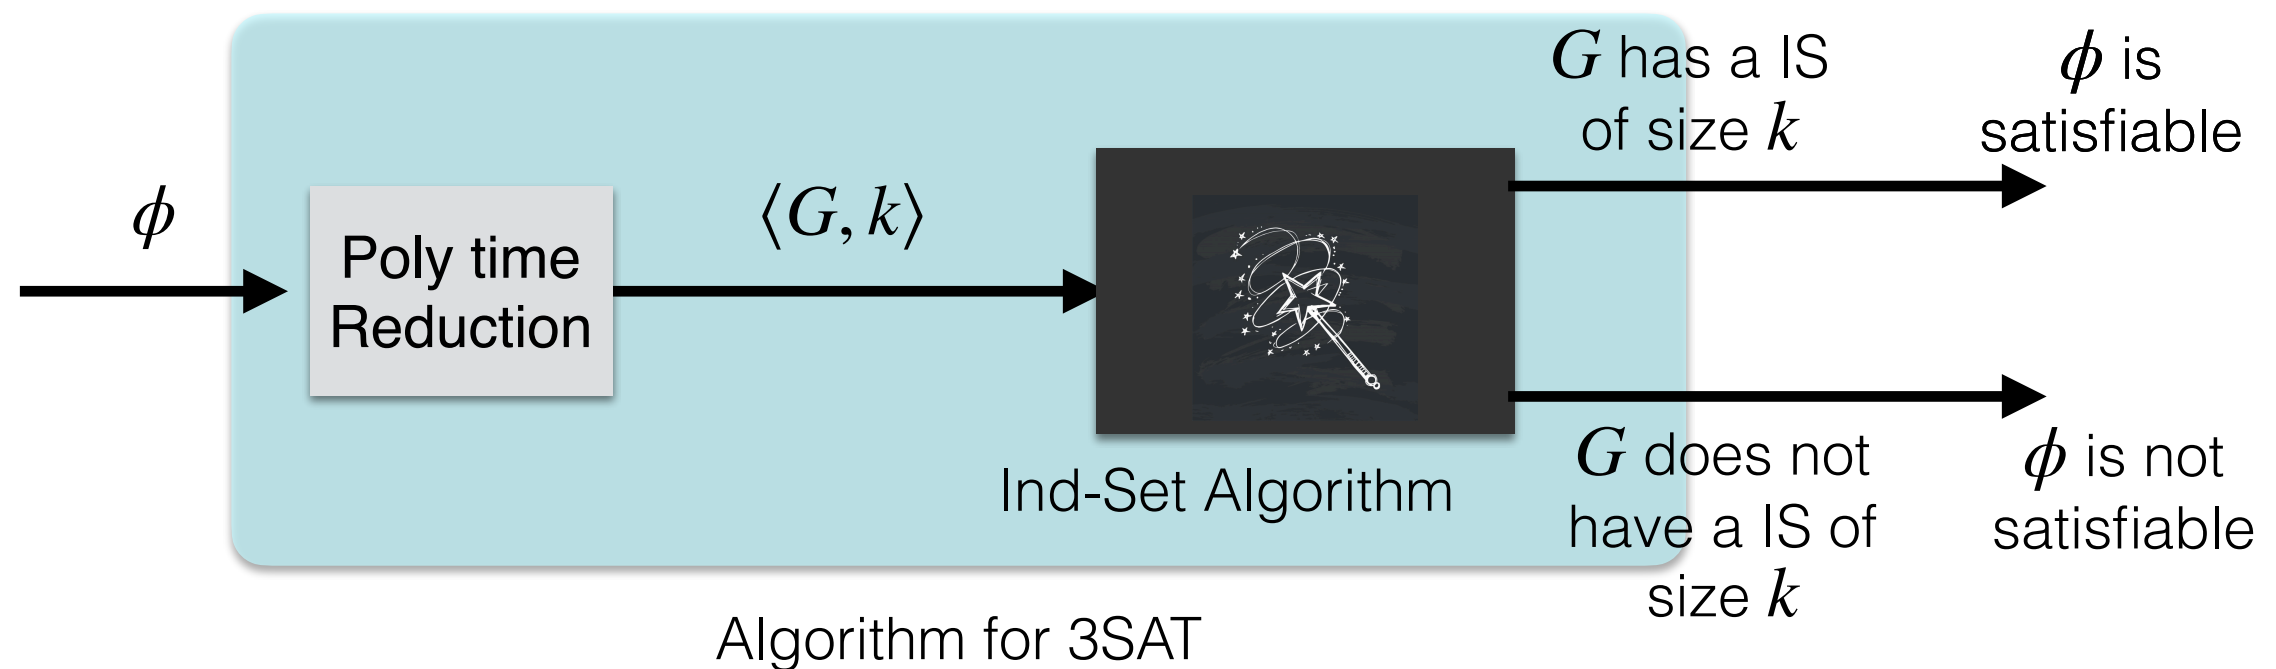 G has a IS
of size k
ϕ is
satisfiable
ϕ
Poly time
Reduction
⟨G, k⟩
Ind-Set Algorithm
G does not
have a IS of
size k
ϕ is not
satisfiable
Algorithm for 3SAT